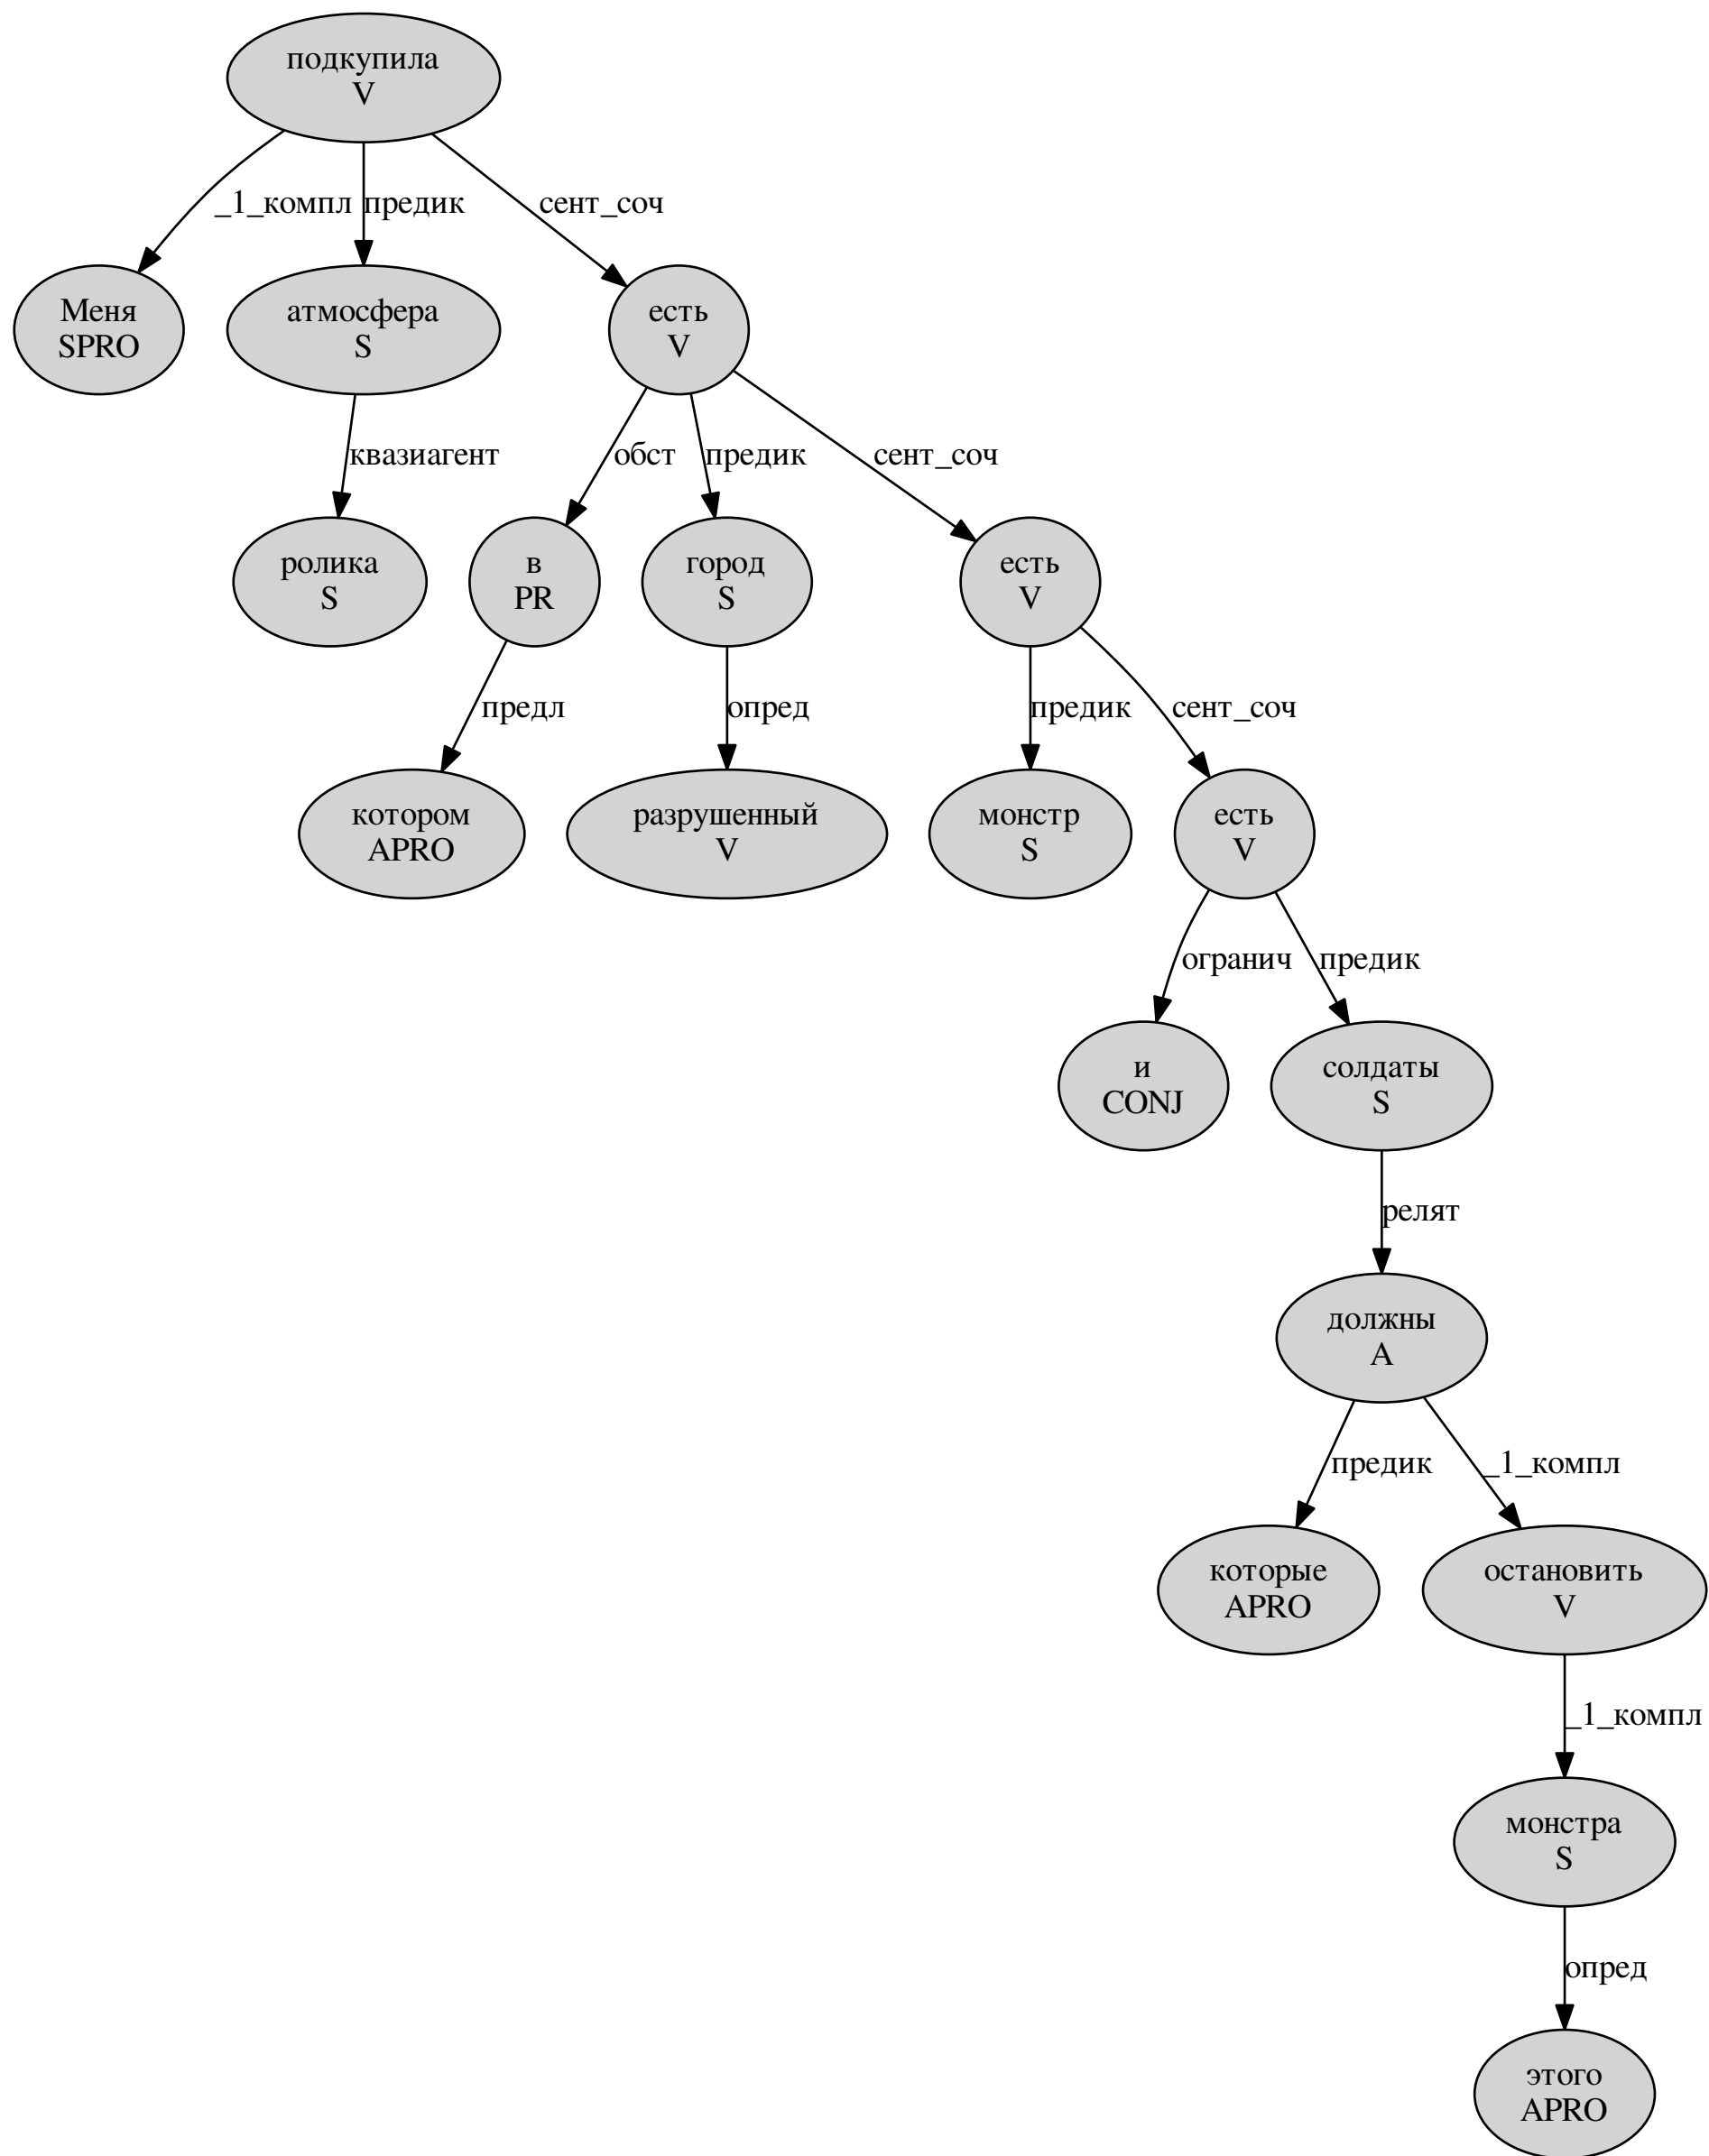 подкупила
V
_1_компл
предик
сент_соч
Меня
SPRO
атмосфера
S
есть
V
квазиагент
обст
предик
сент_соч
ролика
S
в
PR
город
S
есть
V
предл
опред
предик
сент_соч
котором
APRO
разрушенный
V
монстр
S
есть
V
огранич
предик
и
CONJ
солдаты
S
релят
должны
A
предик
_1_компл
которые
APRO
остановить
V
_1_компл
монстра
S
опред
этого
APRO